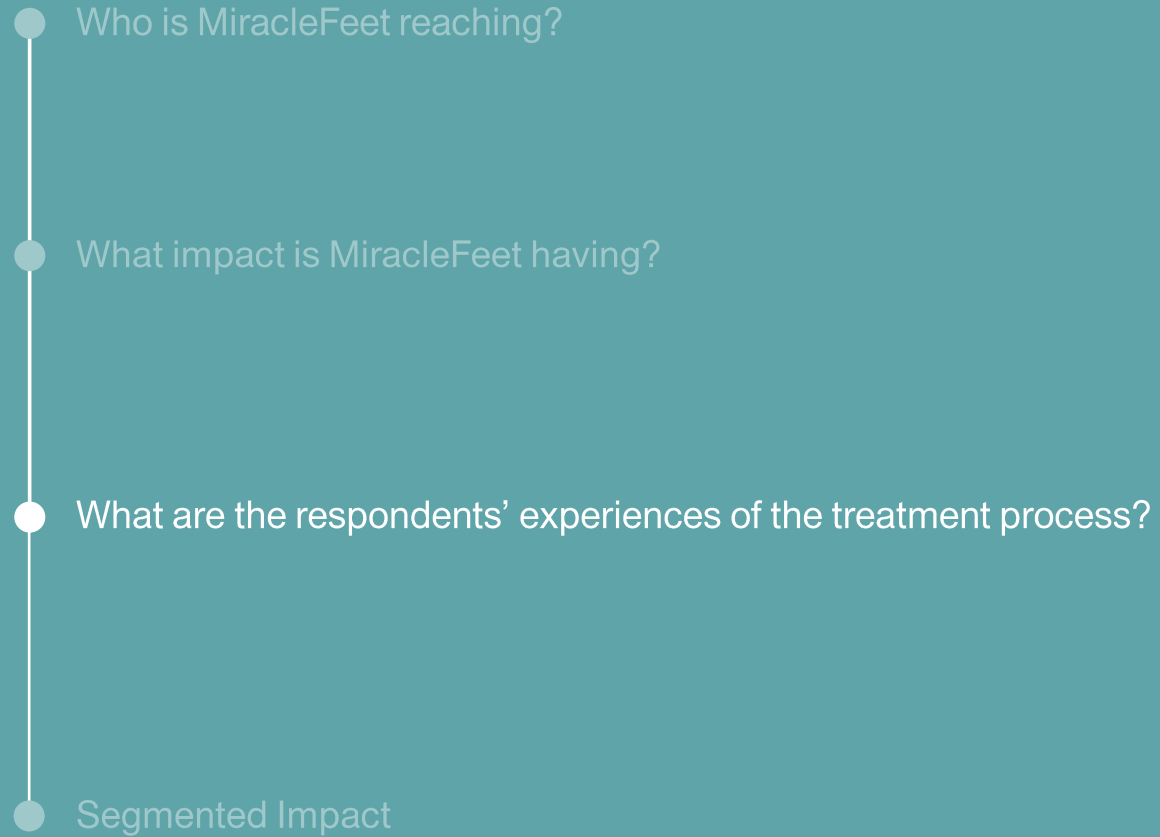 Who is MiracleFeet reaching?
What impact is MiracleFeet having?
What are the respondents’ experiences of the treatment process?
Segmented Impact